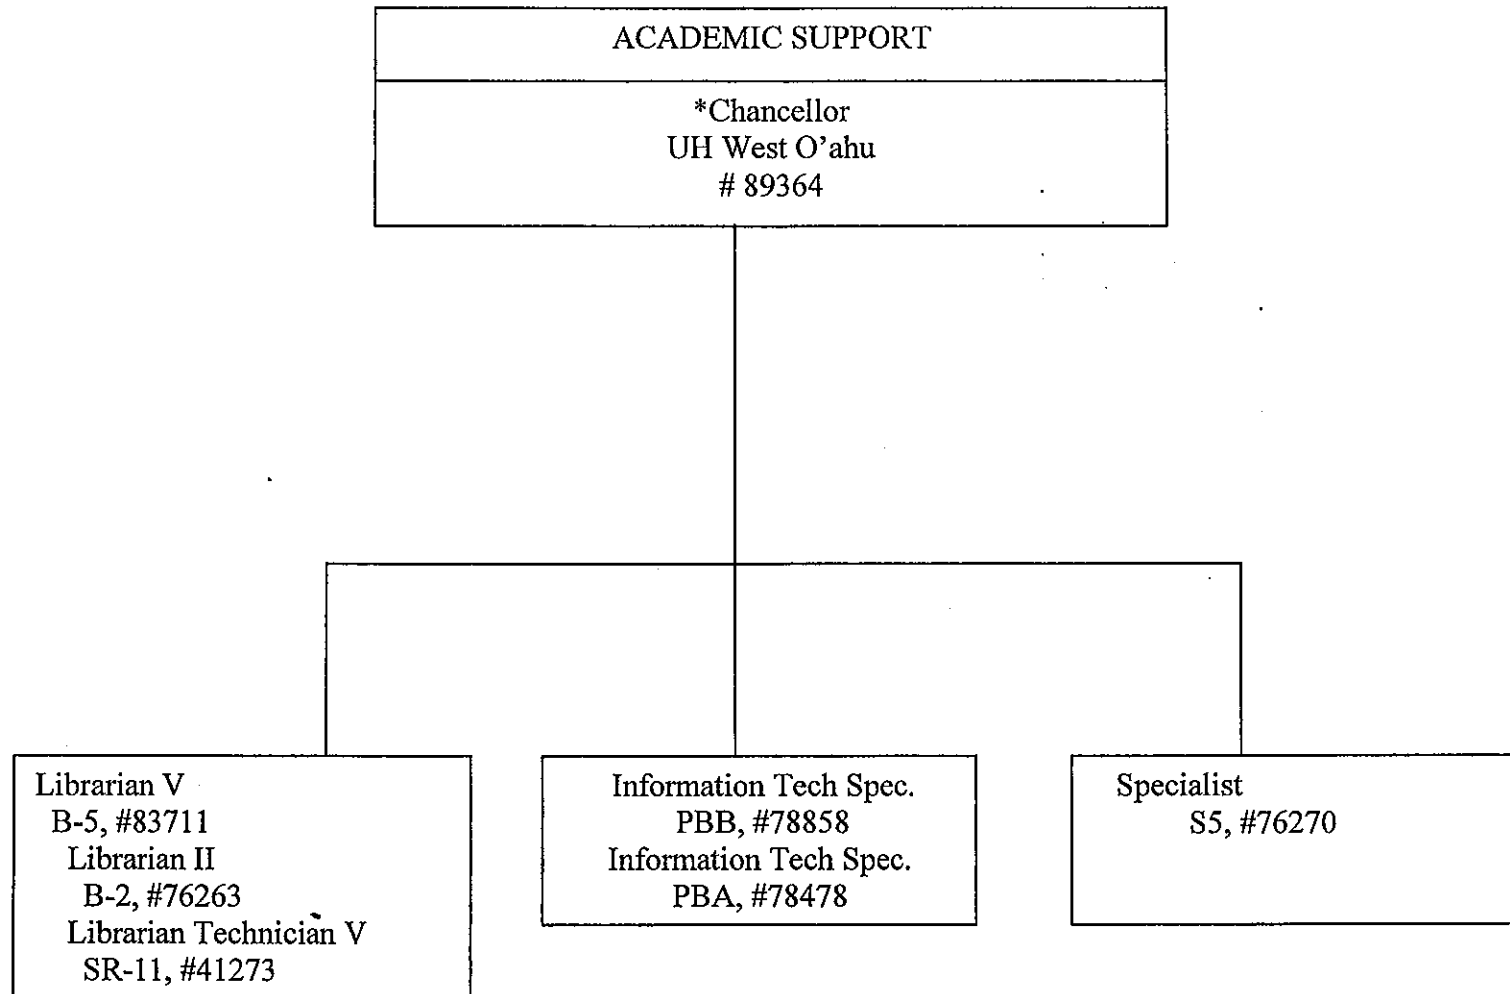 ACADEMIC SUPPORT
*Chancellor
UH West O’ahu
# 89364
Librarian V
B-5, #83711
Librarian II
B-2, #76263
Librarian Technician V
SR-11, #41273
Information Tech Spec.
PBB, #78858
Information Tech Spec.
PBA, #78478
Specialist
S5, #76270